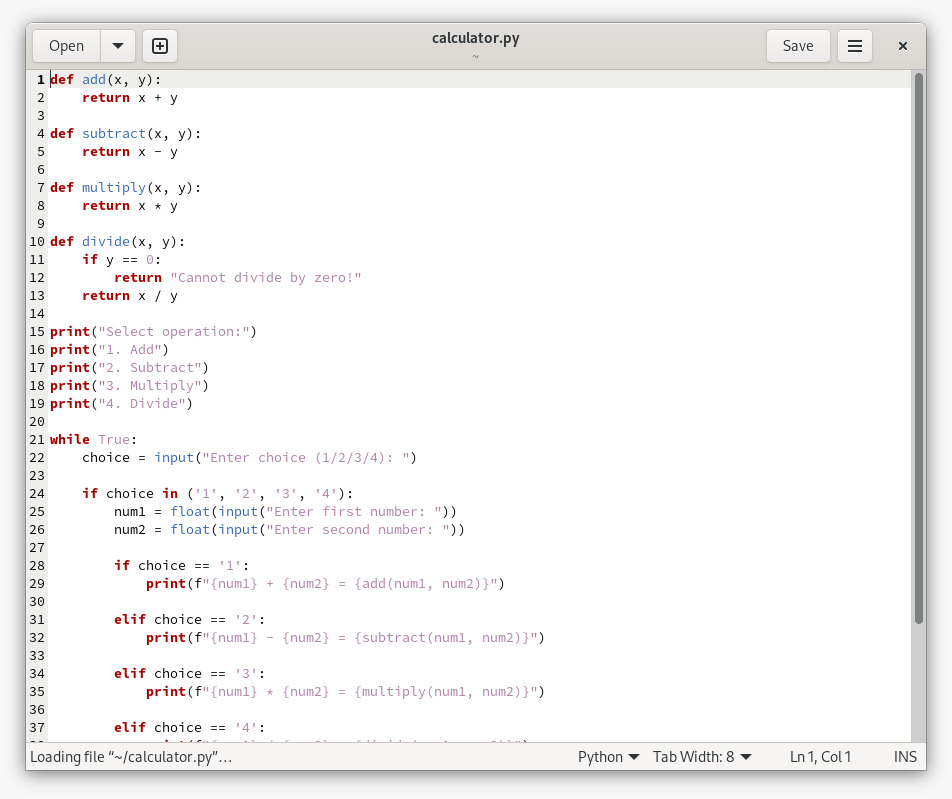 Open
calculator.py
~
Save
1 def add(x, y):
2     return x + y
3
4 def subtract(x, y):
5     return x - y
6
7 def multiply(x, y):
8     return x * y
9
10 def divide(x, y):
11     if y == 0:
12         return "Cannot divide by zero!"
13     return x / y
14
15 print("Select operation:")
16 print("1. Add")
17 print("2. Subtract")
18 print("3. Multiply")
19 print("4. Divide")
20
21 while True:
22     choice = input("Enter choice (1/2/3/4): ")
23
24     if choice in ('1', '2', '3', '4'):
25         num1 = float(input("Enter first number: "))
26         num2 = float(input("Enter second number: "))
27
28         if choice == '1':
29             print(f"{num1} + {num2} = {add(num1, num2)}")
30
31         elif choice == '2':
32             print(f"{num1} - {num2} = {subtract(num1, num2)}")
33
34         elif choice == '3':
35             print(f"{num1} * {num2} = {multiply(num1, num2)}")
36
37         elif choice == '4':
Loading file “~/calculator.py”…
Python
Tab Width: 8
Ln 1, Col 1
INS